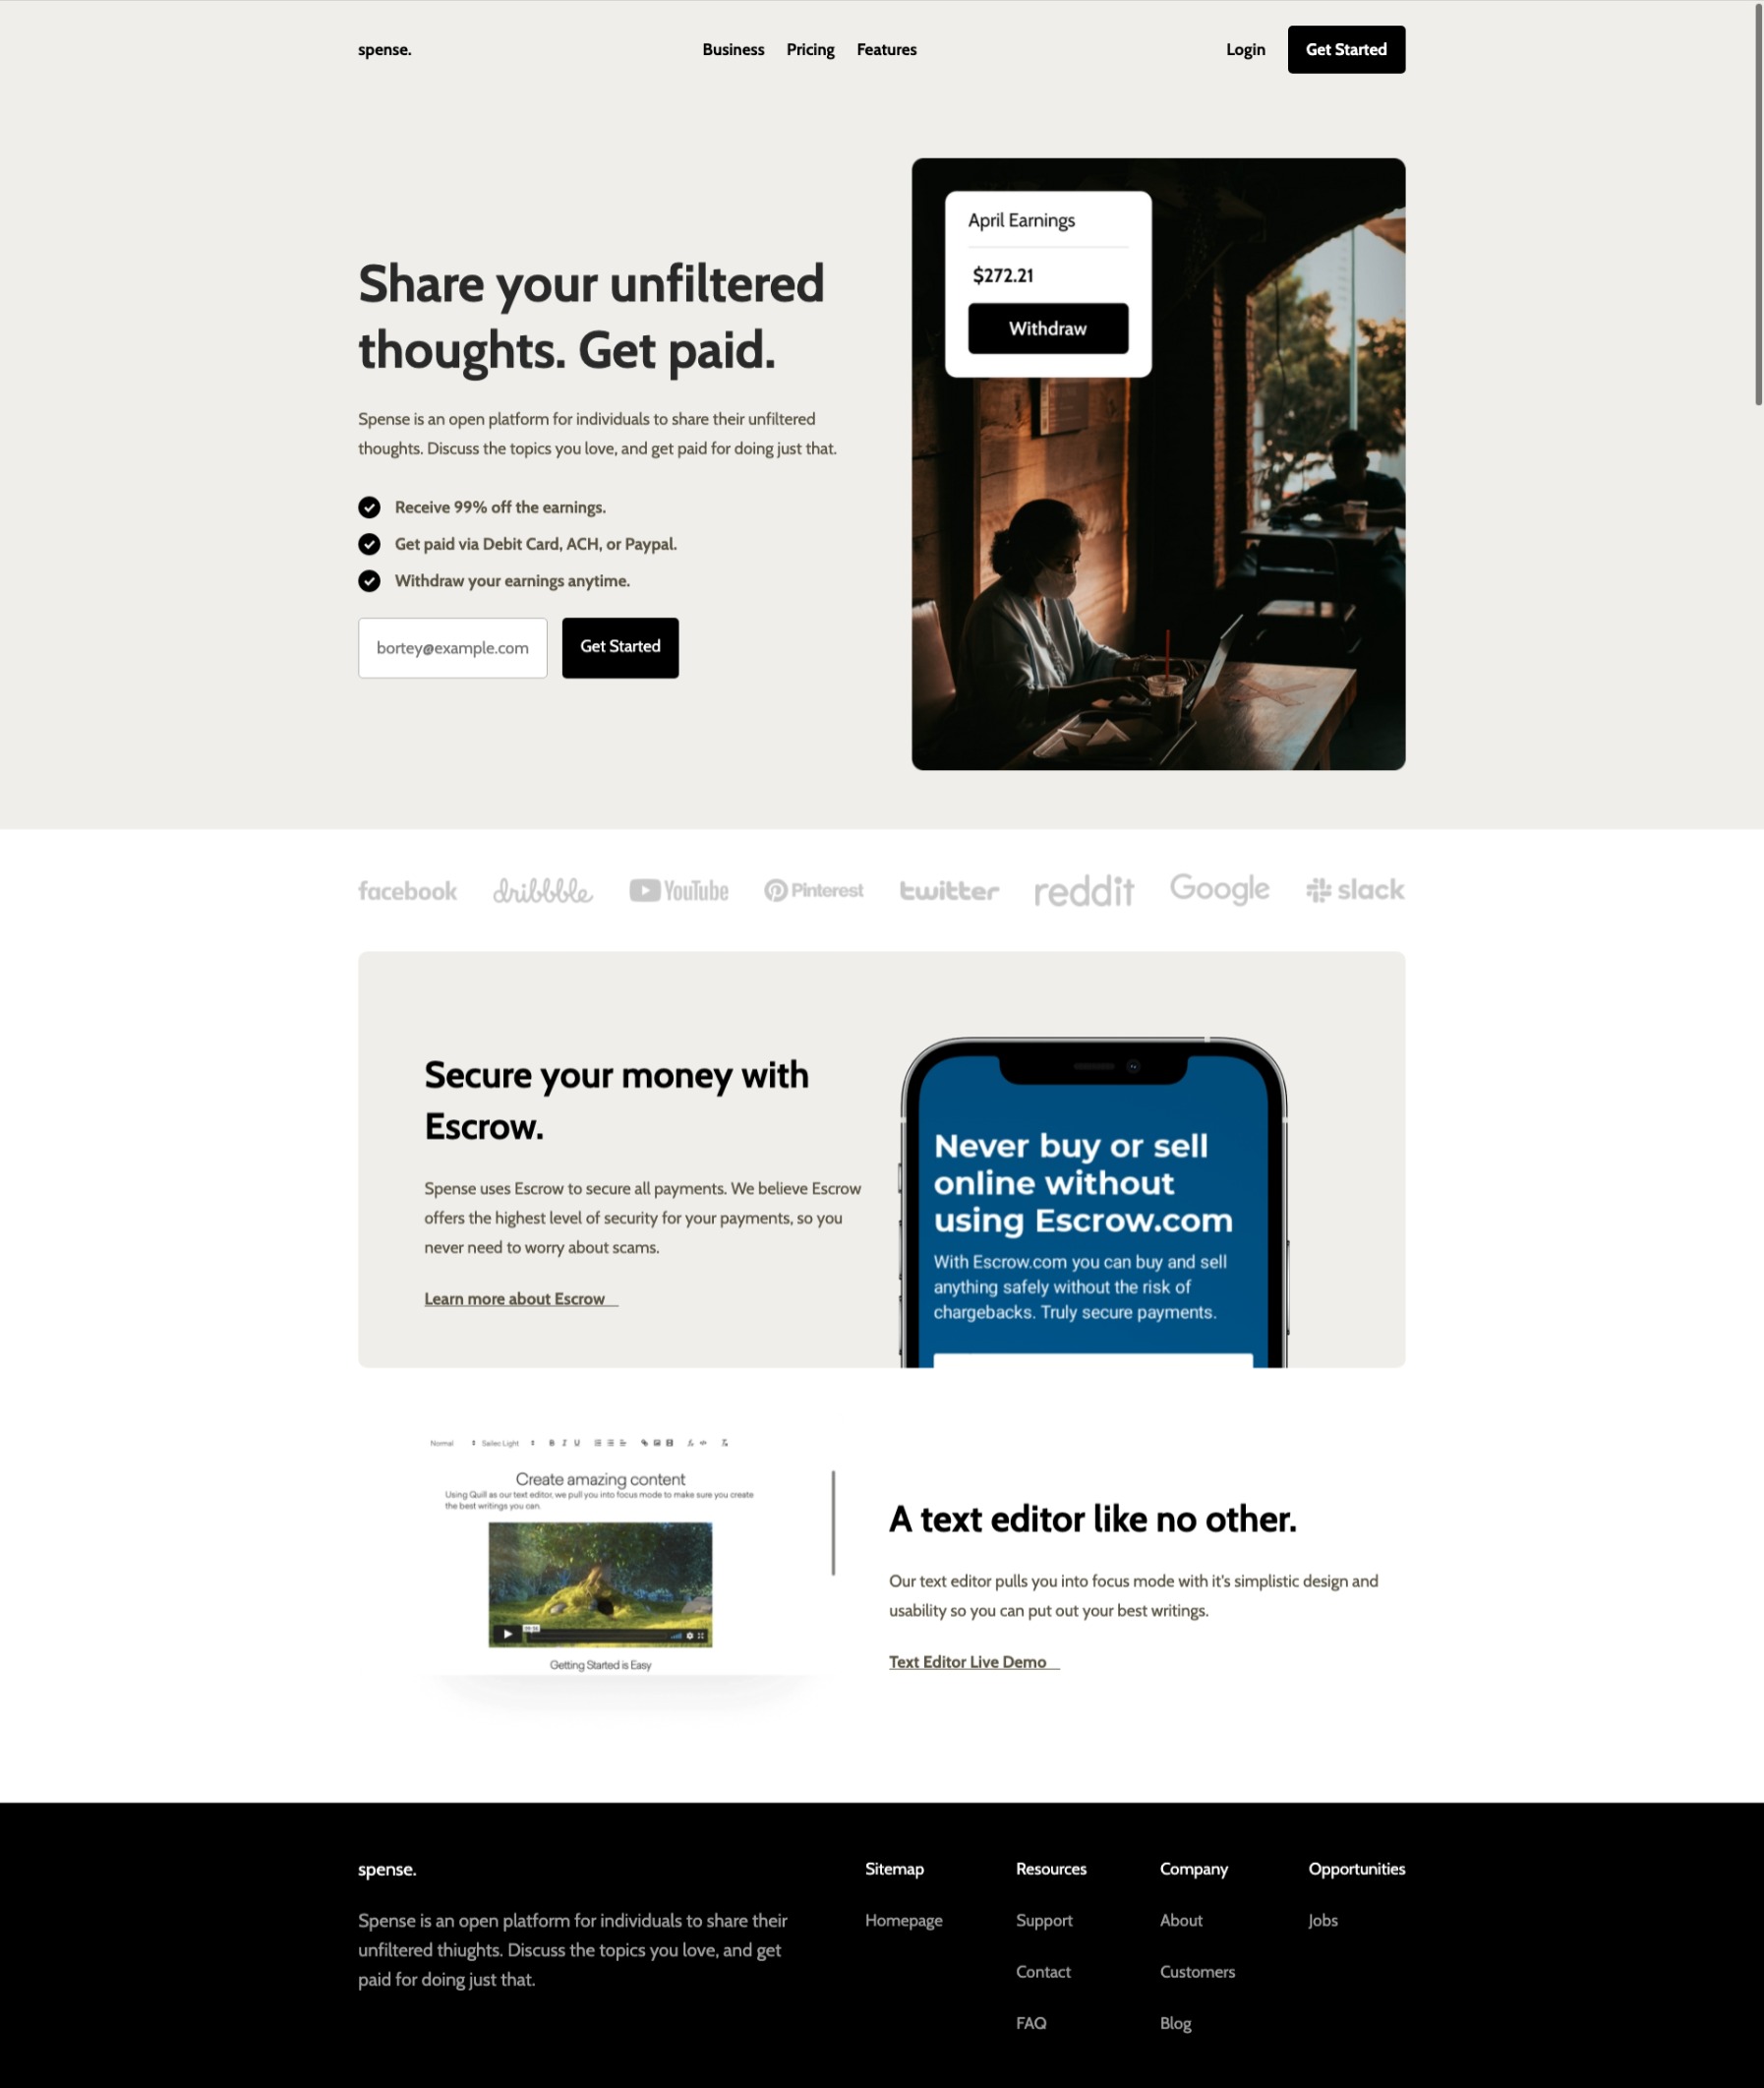 spense.
Business Pricing Features
Login Get Started
April Earnings
$272.21
Withdraw
Share your unfiltered
thoughts. Get paid.
Spense is an open platform for individuals to share their unfiltered
thoughts. Discuss the topics you love, and get paid for doing just that.
Receive 99% off the earnings.
Get paid via Debit Card, ACH, or Paypal.
Withdraw your earnings anytime.
bortey@example.com Get Started
facebook dribbble YouTube Pinterest twitter reddit Google slack
Secure your money with
Escrow.
Spense uses Escrow to secure all payments. We believe Escrow
offers the highest level of security for your payments, so you
never need to worry about scams.
Learn more about Escrow
Never buy or sell
online without
using Escrow.com
With Escrow.com you can buy and sell
anything safely without the risk of
chargebacks. Truly secure payments.
Normal Sailec Light B I U
Create amazing content
Using Quill as our text editor, we pull you into focus mode to make sure you create
the best writings you can.
Getting Started is Easy
A text editor like no other.
Our text editor pulls you into focus mode with it's simplistic design and
usability so you can put out your best writings.
Text Editor Live Demo
spense.
Spense is an open platform for individuals to share their
unfiltered thiughts. Discuss the topics you love, and get
paid for doing just that.
Sitemap Resources Company Opportunities
Homepage Support About Jobs
Contact Customers
FAQ Blog